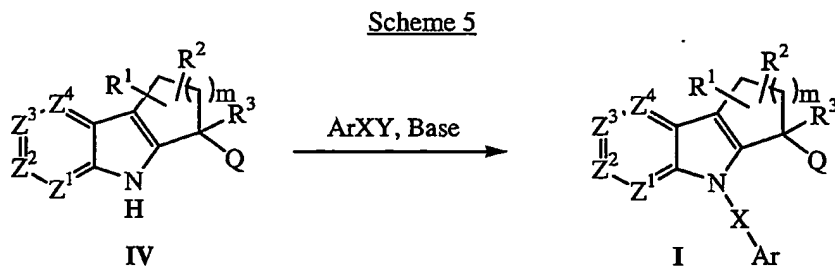 Scheme 5
R² R²
R¹ ( )m R¹ ( )m
Z⁴ R³ Z⁴ R³
Z³ Z³
ArXY, Base
Z² Q Z² Q
Z¹ N Z¹ N
H X
IV I Ar